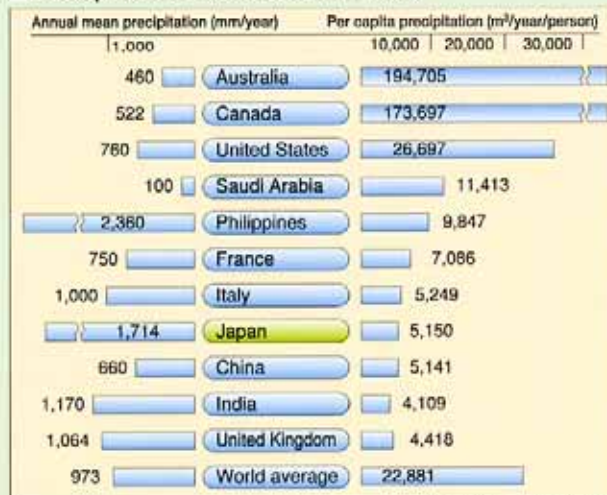 Annual mean precipitation (mm/year) Per capita precipitation (m³/year/person)
1,000 10,000 20,000 30,000
460 Australia 194,705
522 Canada 173,697
760 United States 26,697
100 Saudi Arabia 11,413
2,360 Philippines 9,847
750 France 7,086
1,000 Italy 5,249
1,714 Japan 5,150
660 China 5,141
1,170 India 4,109
1,064 United Kingdom 4,418
973 World average 22,881